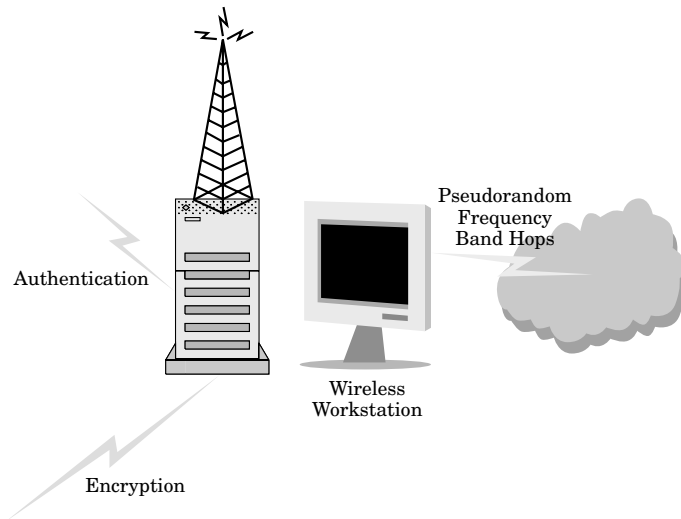 Pseudorandom
Frequency
Band Hops
Authentication
Wireless
Workstation
Encryption